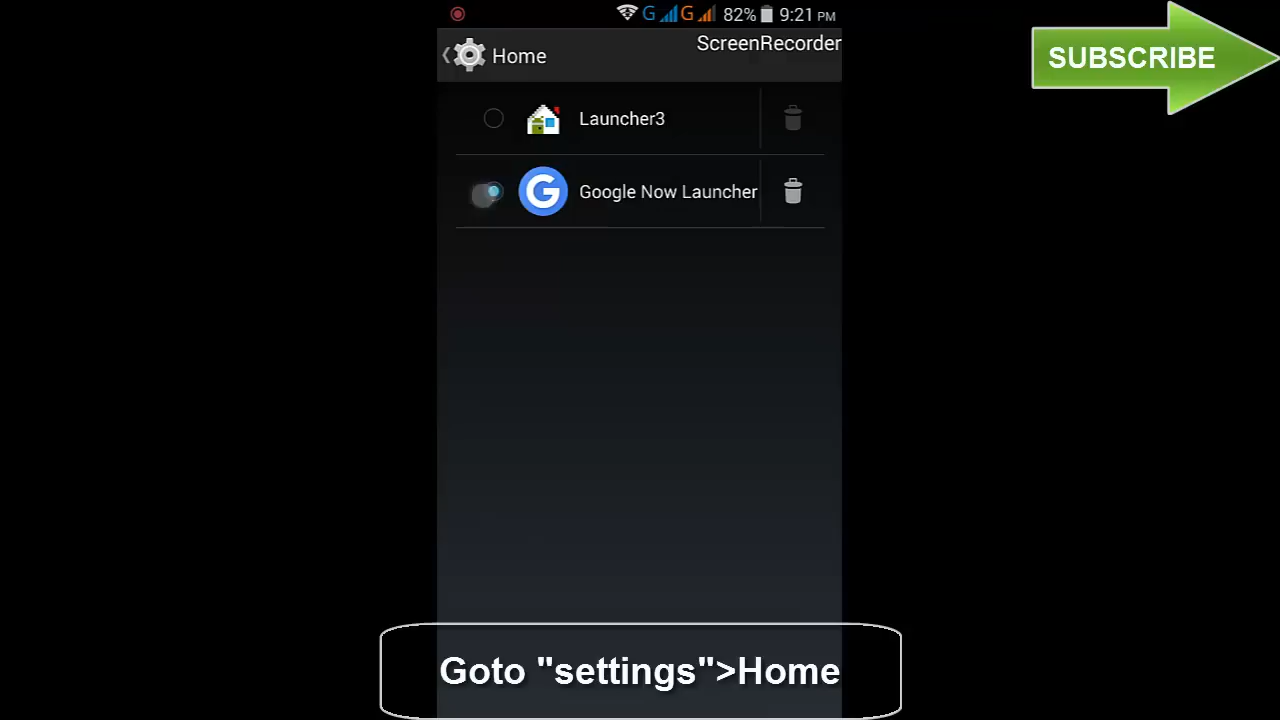 G G 82% 9:21 PM
Home
ScreenRecorder
SUBSCRIBE
Launcher3
G Google Now Launcher
Goto "settings">Home